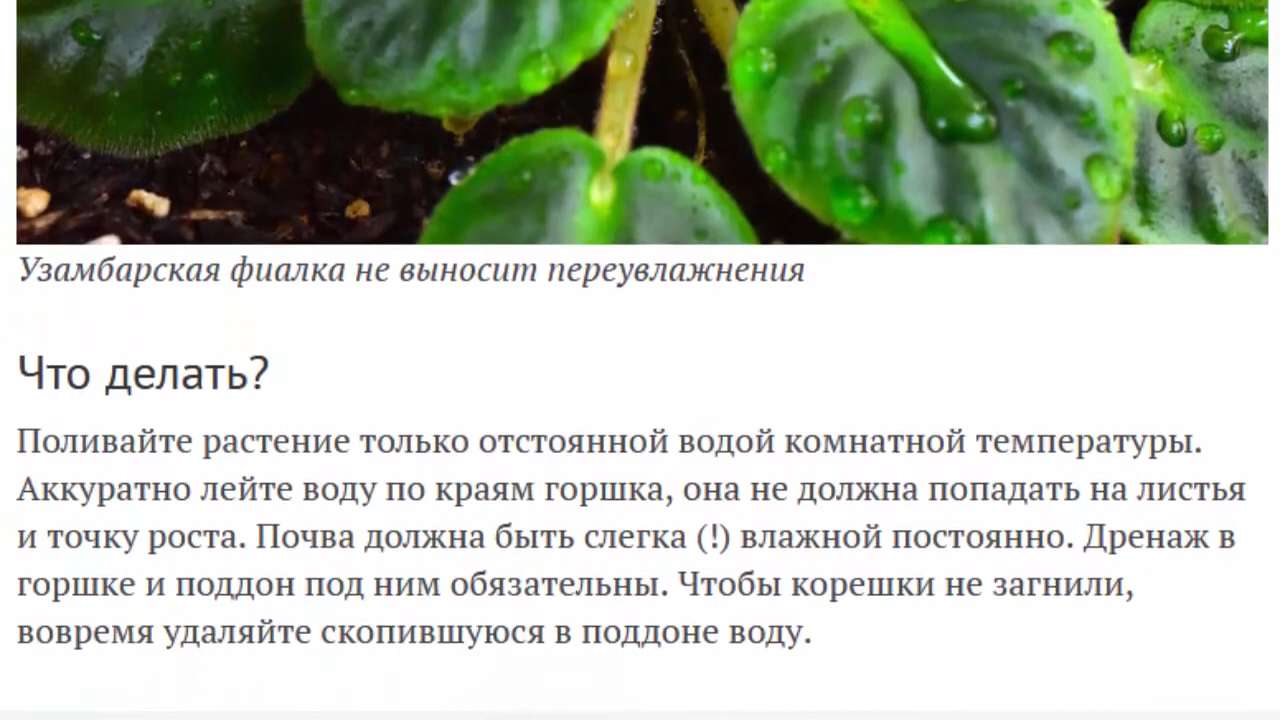 Узамбарская фиалка не выносит переувлажнения
Что делать?
Поливайте растение только отстоянной водой комнатной температуры.
Аккуратно лейте воду по краям горшка, она не должна попадать на листья
и точку роста. Почва должна быть слегка (!) влажной постоянно. Дренаж в
горшке и поддон под ним обязательны. Чтобы корешки не загнили,
вовремя удаляйте скопившуюся в поддоне воду.